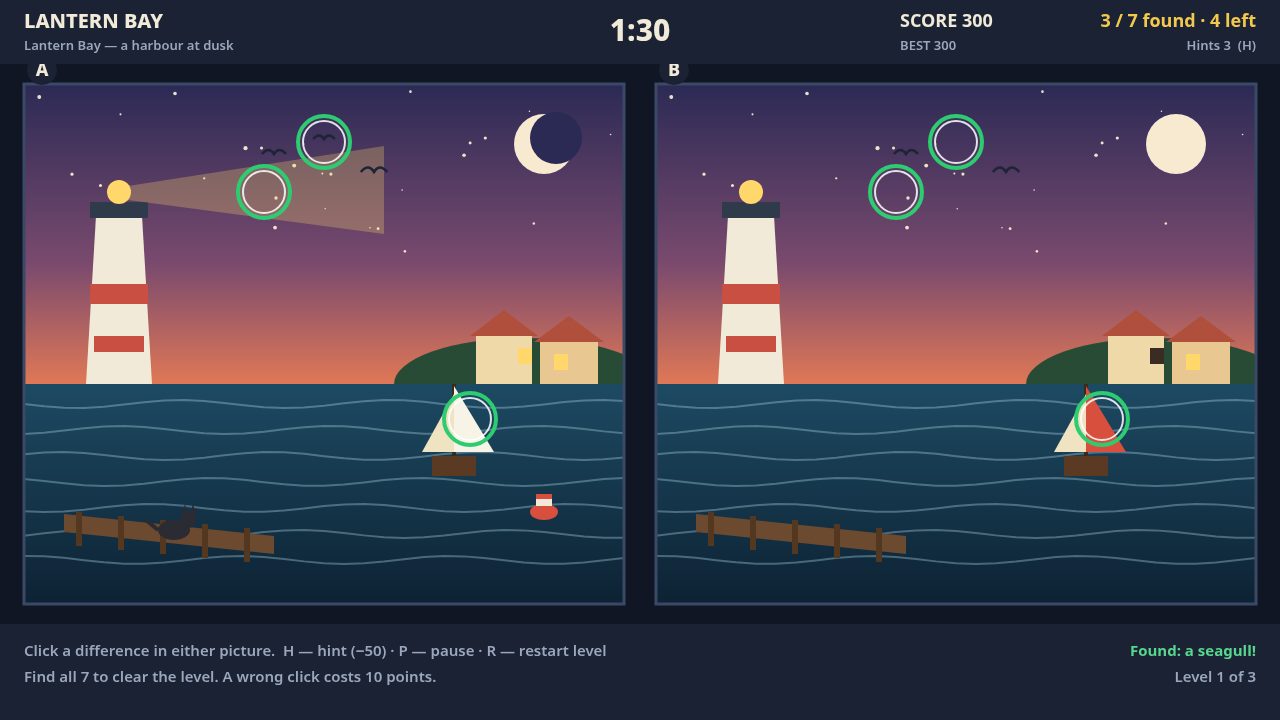 LANTERN BAY
Lantern Bay — a harbour at dusk
1:30
SCORE 300
BEST 300
3 / 7 found · 4 left
Hints 3 (H)
A
B
Click a difference in either picture. H — hint (−50) · P — pause · R — restart level
Find all 7 to clear the level. A wrong click costs 10 points.
Found: a seagull!
Level 1 of 3